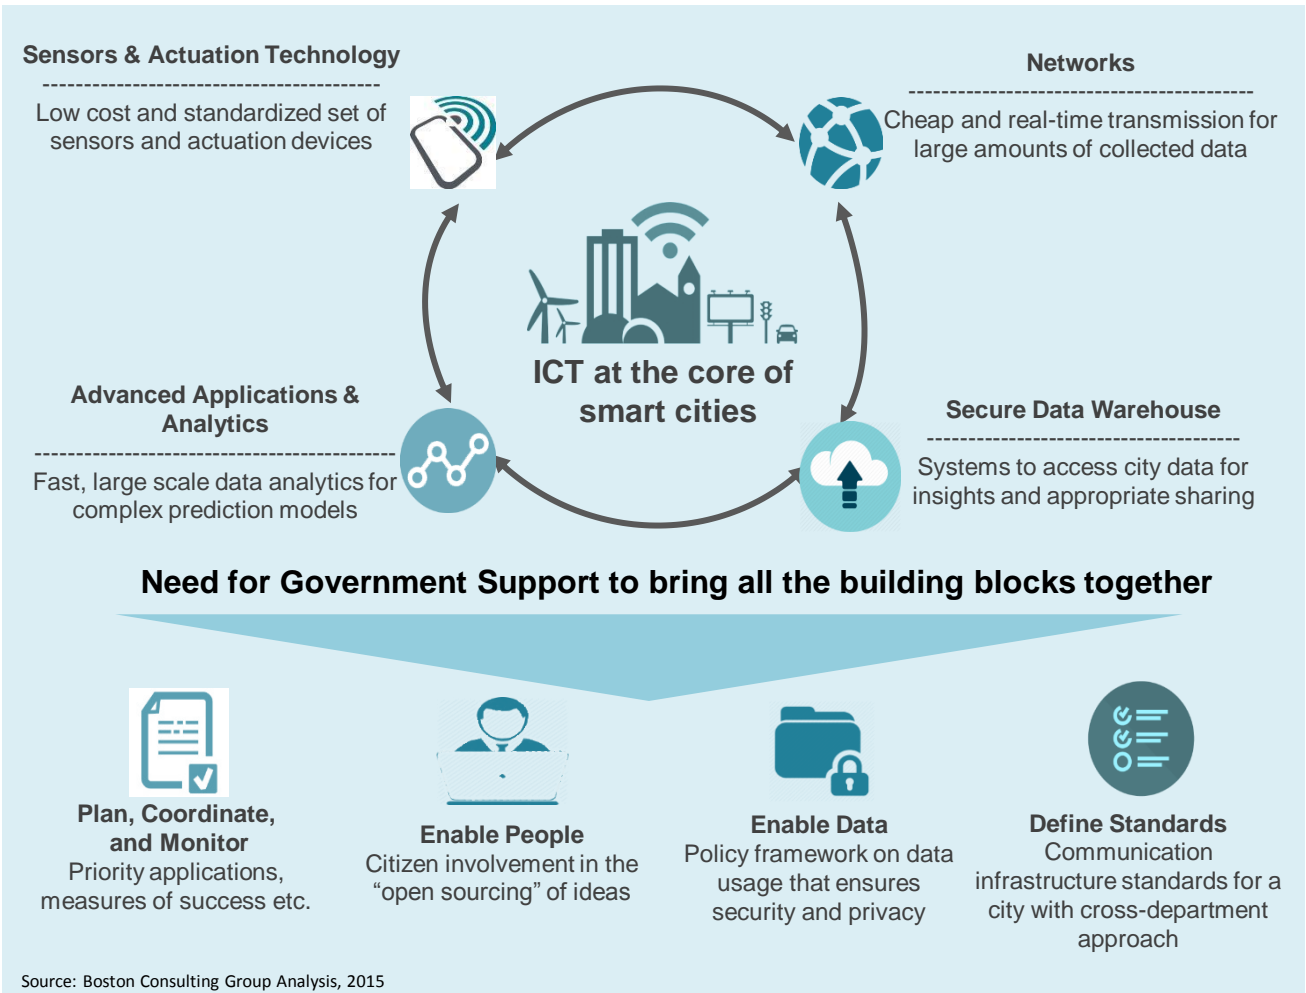 Sensors & Actuation Technology
Low cost and standardized set of
sensors and actuation devices
Networks
Cheap and real-time transmission for
large amounts of collected data
ICT at the core of
smart cities
Advanced Applications &
Analytics
Fast, large scale data analytics for
complex prediction models
Secure Data Warehouse
Systems to access city data for
insights and appropriate sharing
Need for Government Support to bring all the building blocks together
Plan, Coordinate,
and Monitor
Priority applications,
measures of success etc.
Enable People
Citizen involvement in the
“open sourcing” of ideas
Enable Data
Policy framework on data
usage that ensures
security and privacy
Define Standards
Communication
infrastructure standards for a
city with cross-department
approach
Source: Boston Consulting Group Analysis, 2015